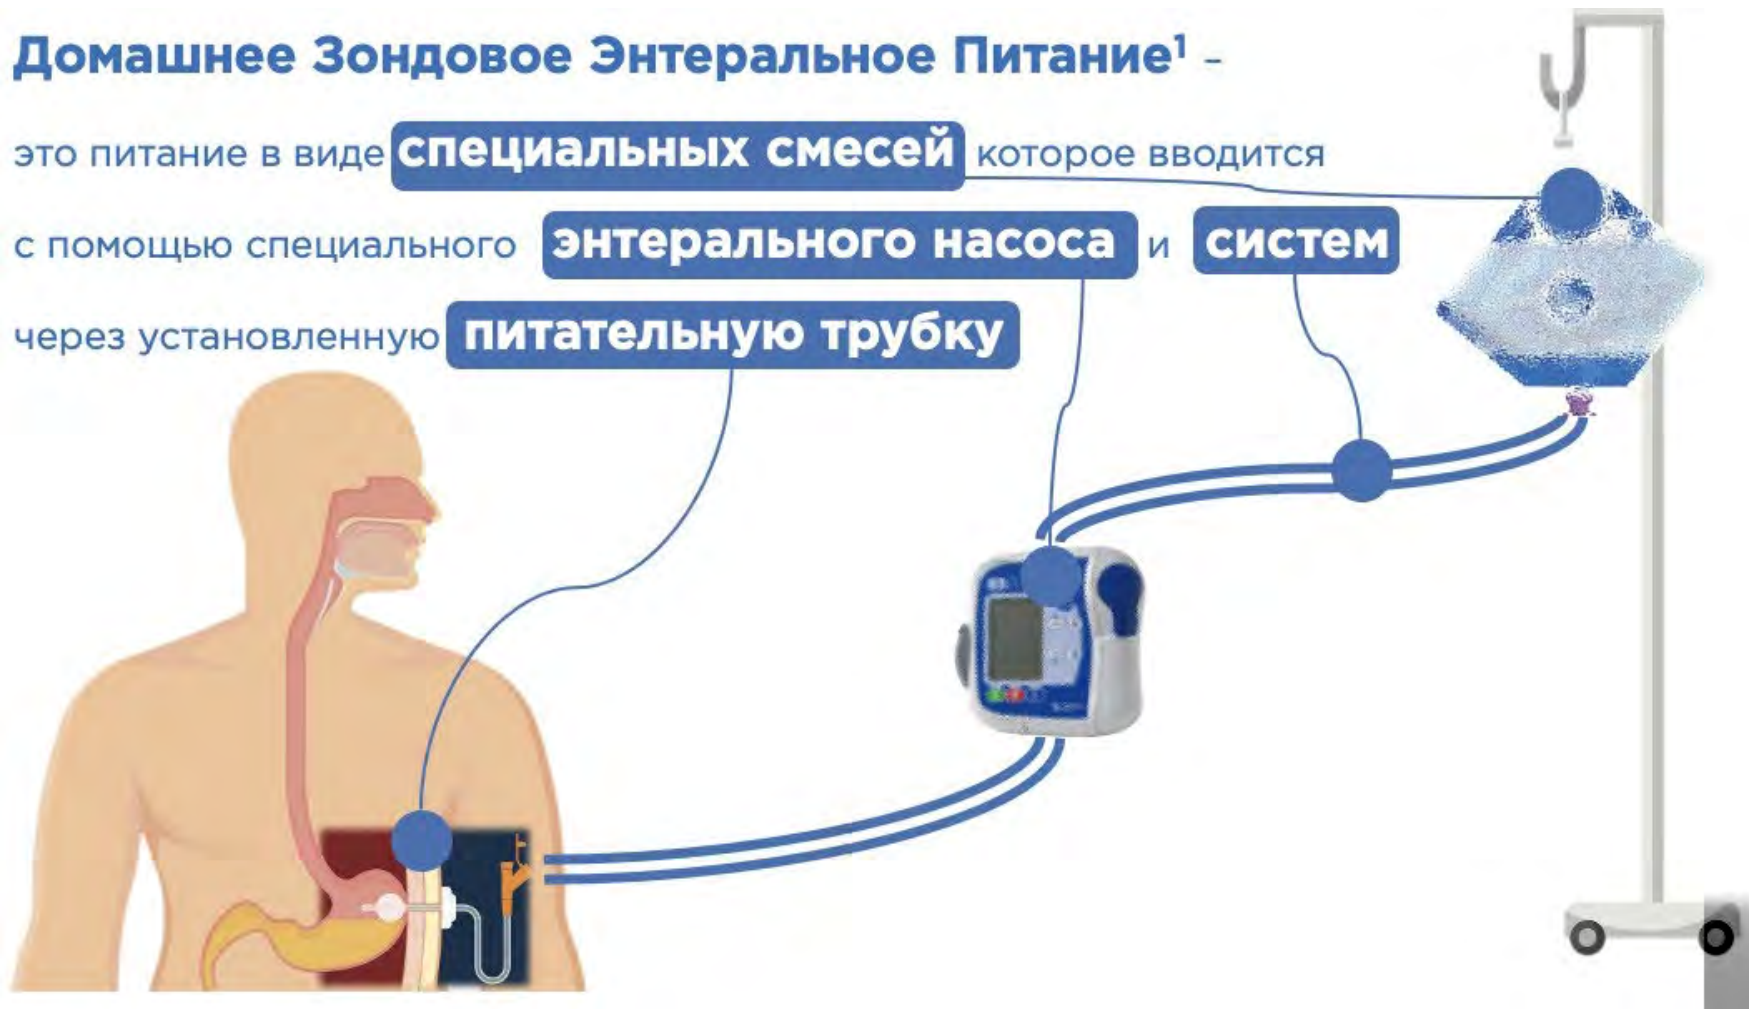 Домашнее Зондовое Энтеральное Питание¹ –
это питание в виде специальных смесей которое вводится
с помощью специального энтерального насоса и систем
через установленную питательную трубку